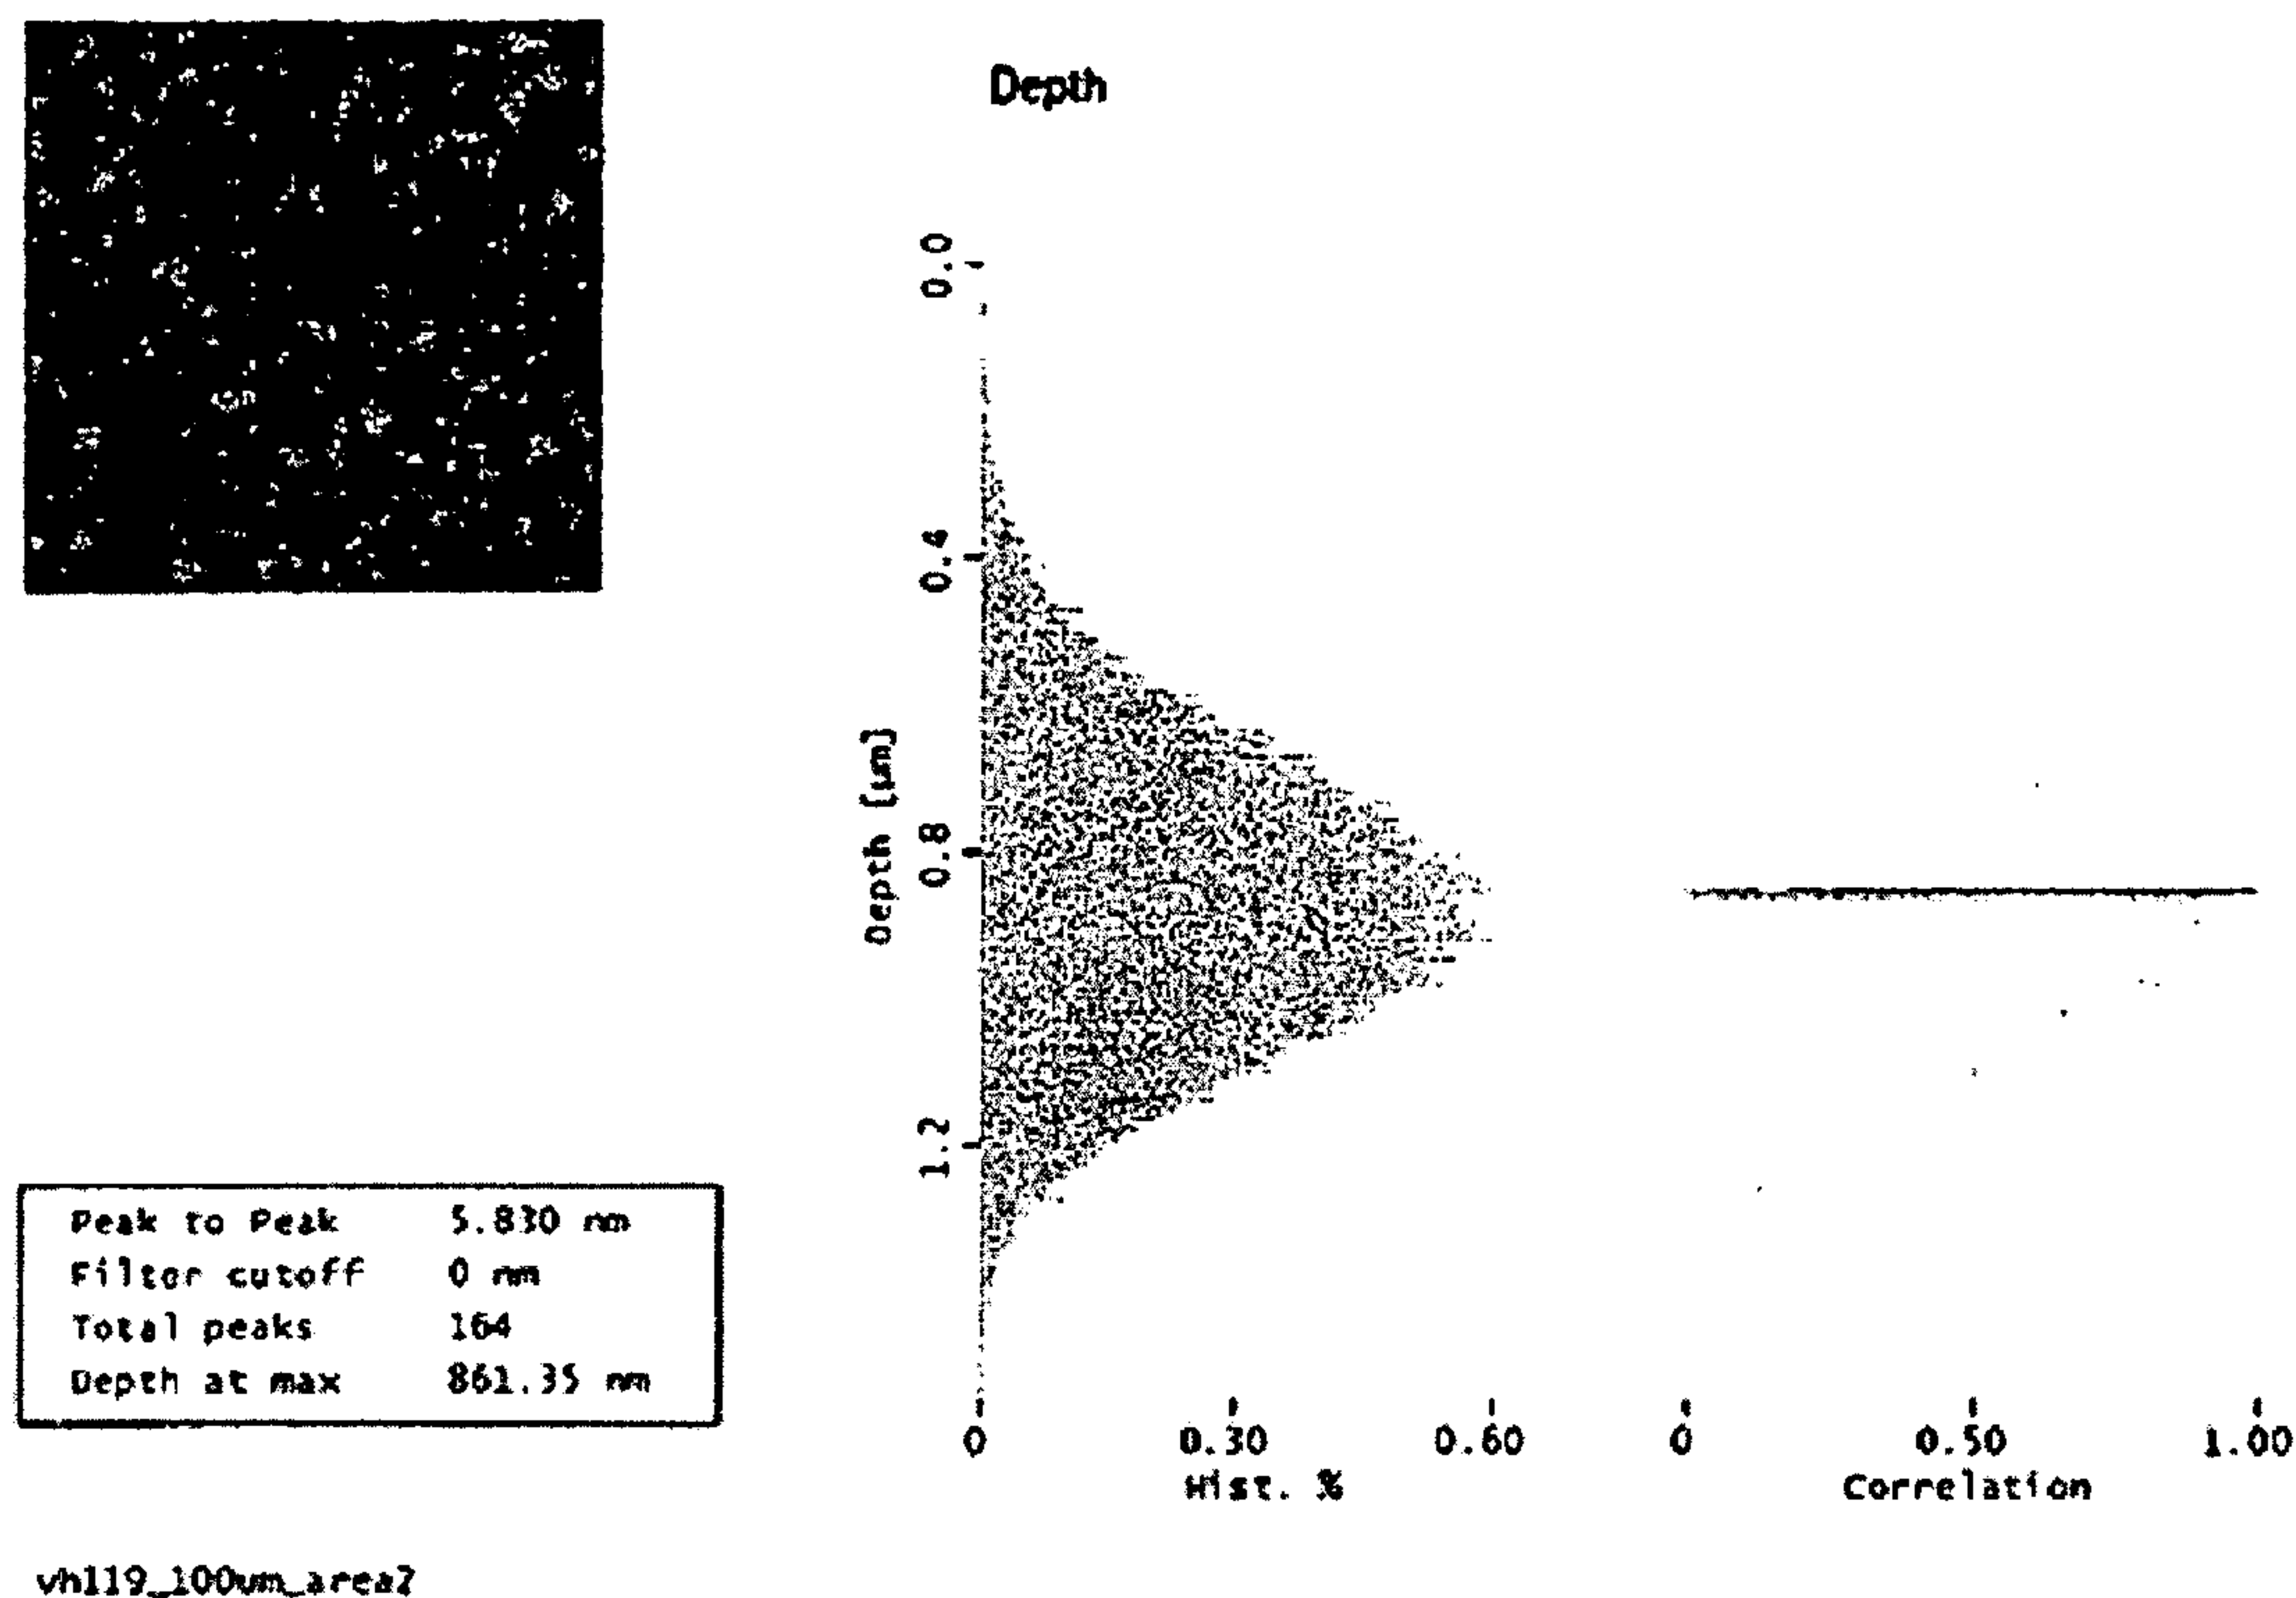 Depth
0.0
0.4
0.8
1.2
Depth [µm]
0
0.30
0.60
Hist. %
0
0.50
1.00
Correlation
Peak to Peak 5.830 nm
Filter cutoff 0 nm
Total peaks 164
Depth at max 861.35 nm
vh119_100um_area2